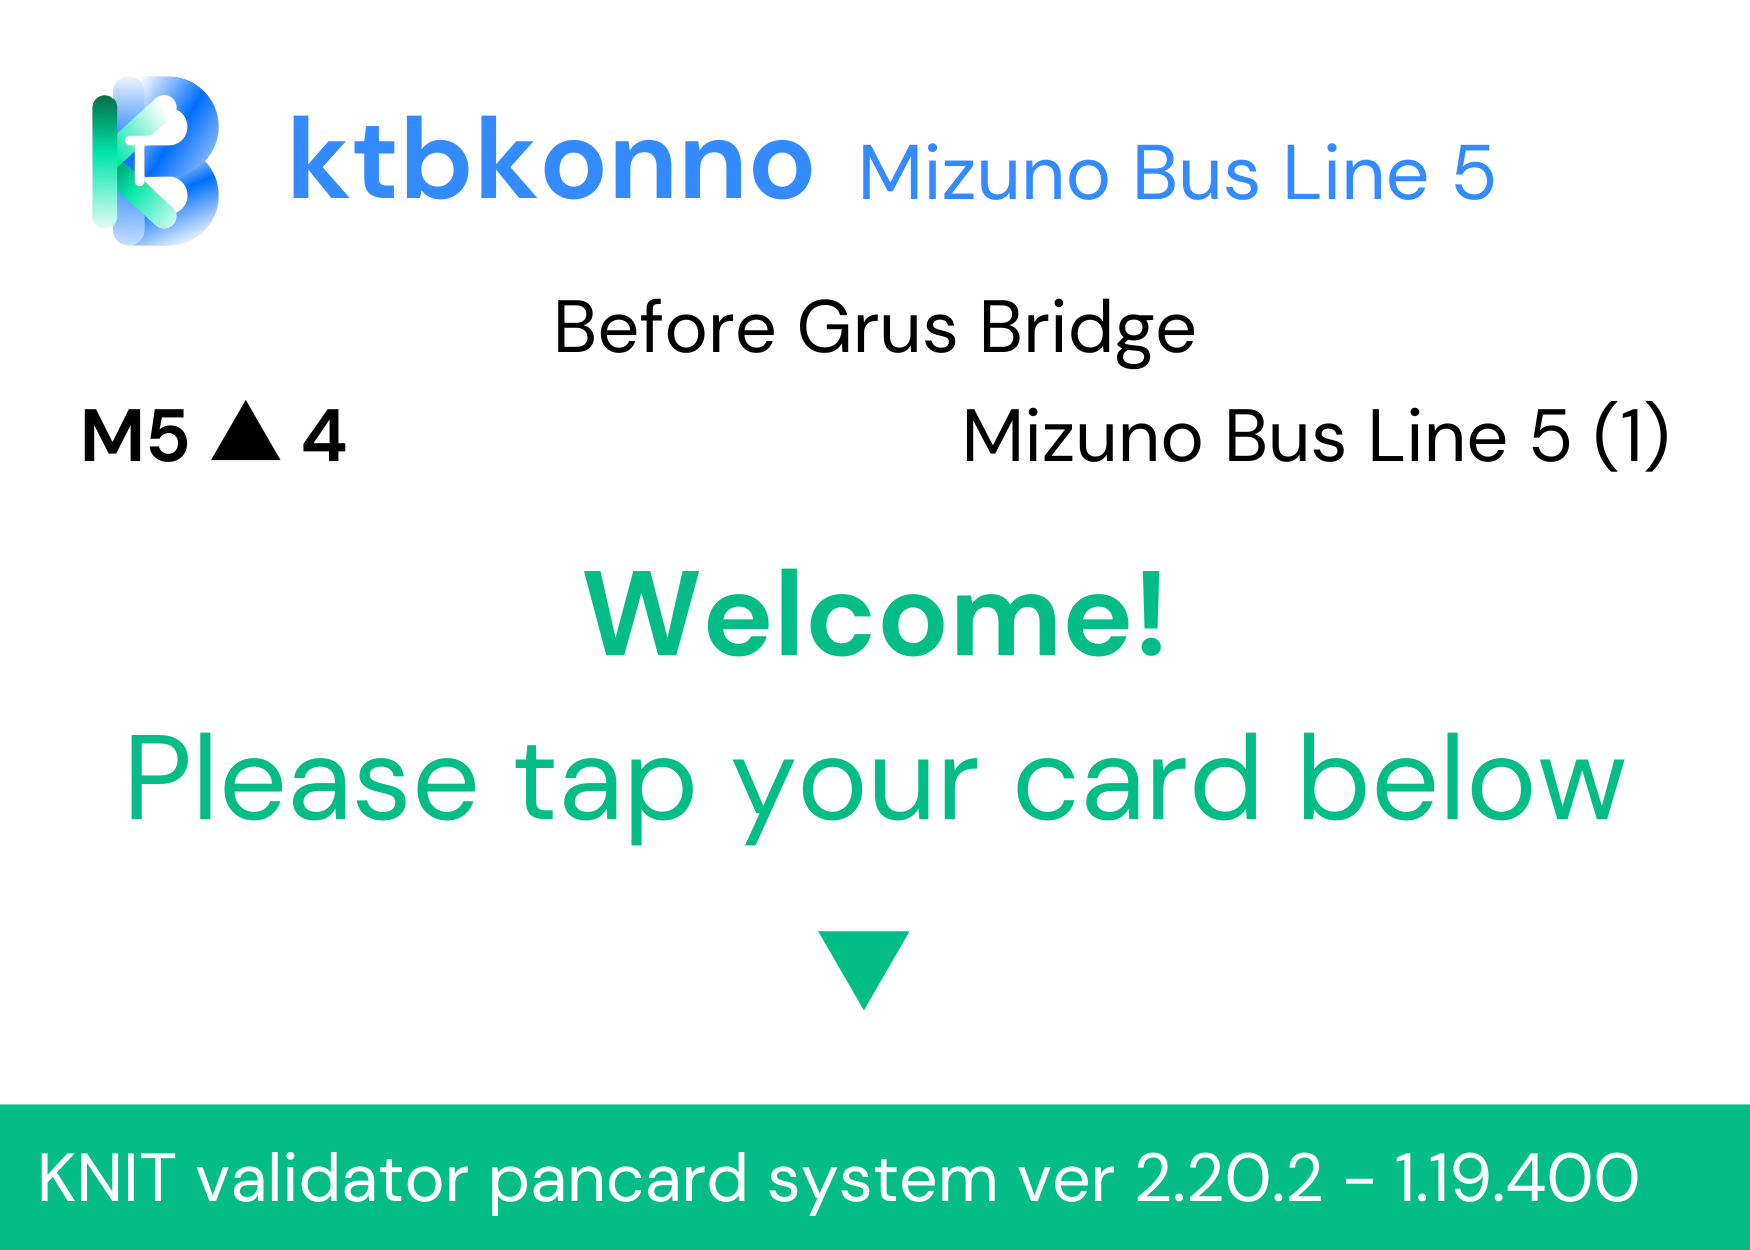 ktbkonno Mizuno Bus Line 5
Before Grus Bridge
M5 ▲ 4 Mizuno Bus Line 5 (1)
Welcome!
Please tap your card below
▼
KNIT validator pancard system ver 2.20.2 - 1.19.400